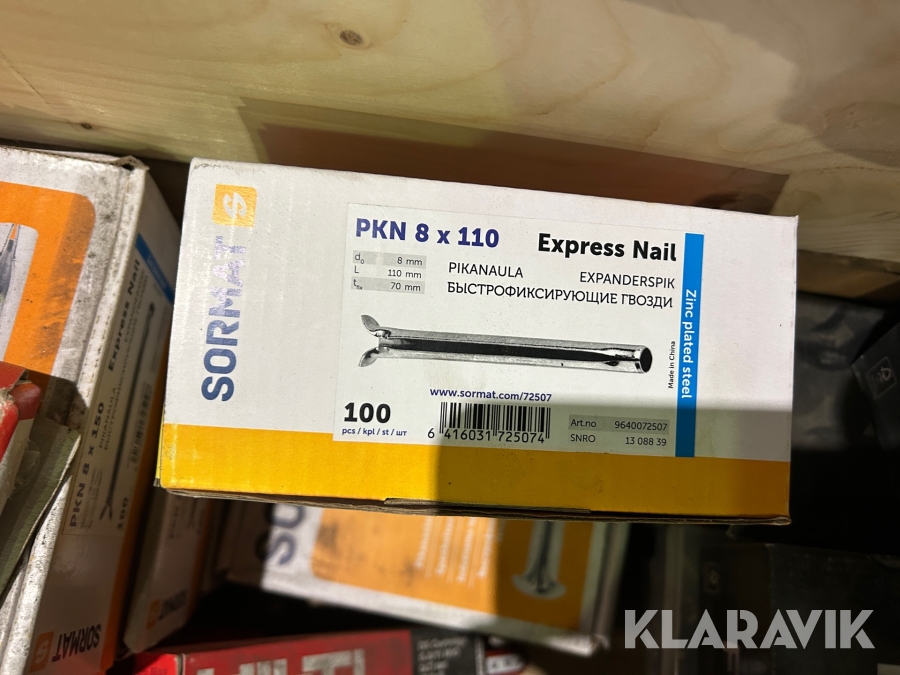 SORMAT
PKN 8 x 110
Express Nail
d₀ 8 mm
L 110 mm
tfix 70 mm
PIKANAULA
EXPANDERSPIK
БЫСТРОФИКСИРУЮЩИЕ ГВОЗДИ
Zinc plated steel
Made in China
www.sormat.com/72507
100
pcs / kpl / st / шт
6 416031 725074
Art.no 9640072507
SNRO 13 088 39
Express Nail
PKN 8 x 150
PIKANAULA
100
SORMAT
KLARAVIK